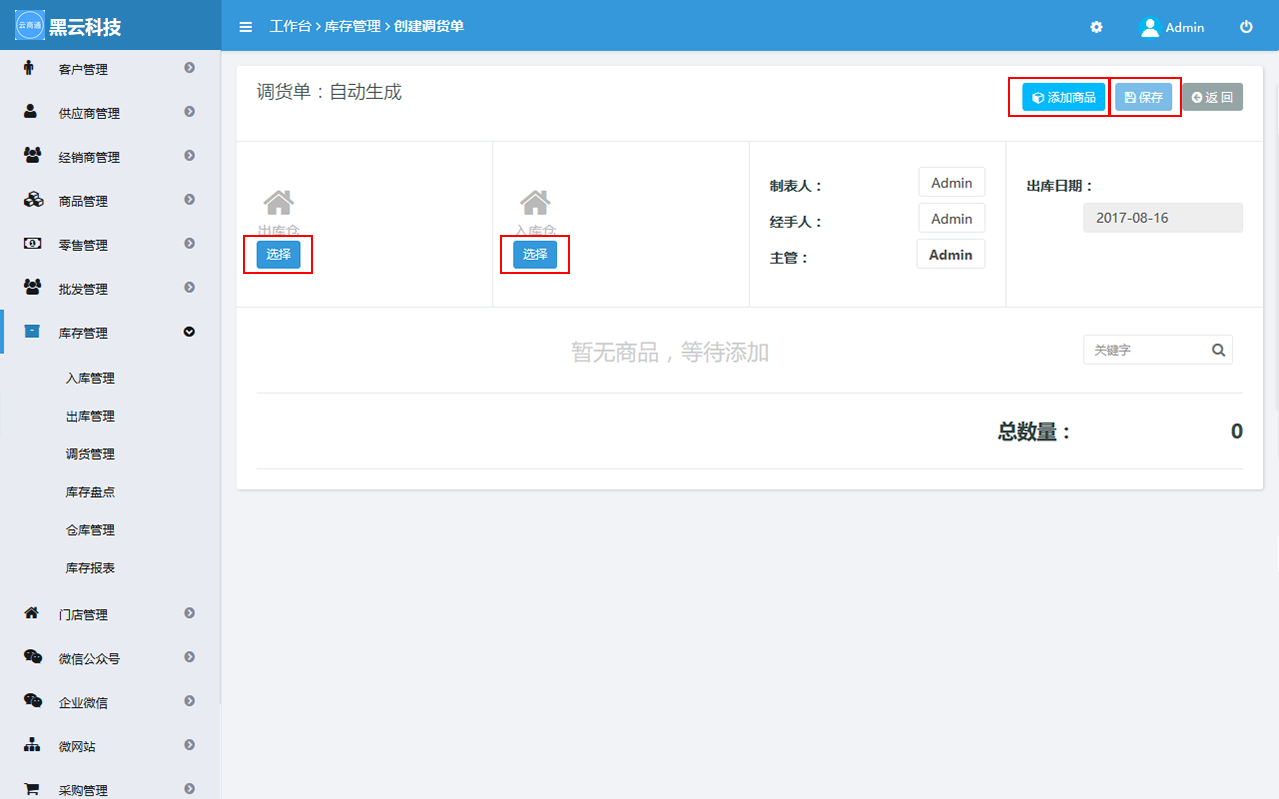 云商通
黑云科技
工作台 > 库存管理 > 创建调货单
Admin
客户管理
供应商管理
经销商管理
商品管理
零售管理
批发管理
库存管理
入库管理
出库管理
调货管理
库存盘点
仓库管理
库存报表
门店管理
微信公众号
企业微信
微网站
采购管理
调货单：自动生成
添加商品
保存
返 回
出库仓
选择
入库仓
选择
制表人：
Admin
经手人：
Admin
主管：
Admin
出库日期：
2017-08-16
暂无商品，等待添加
关键字
总数量：
0